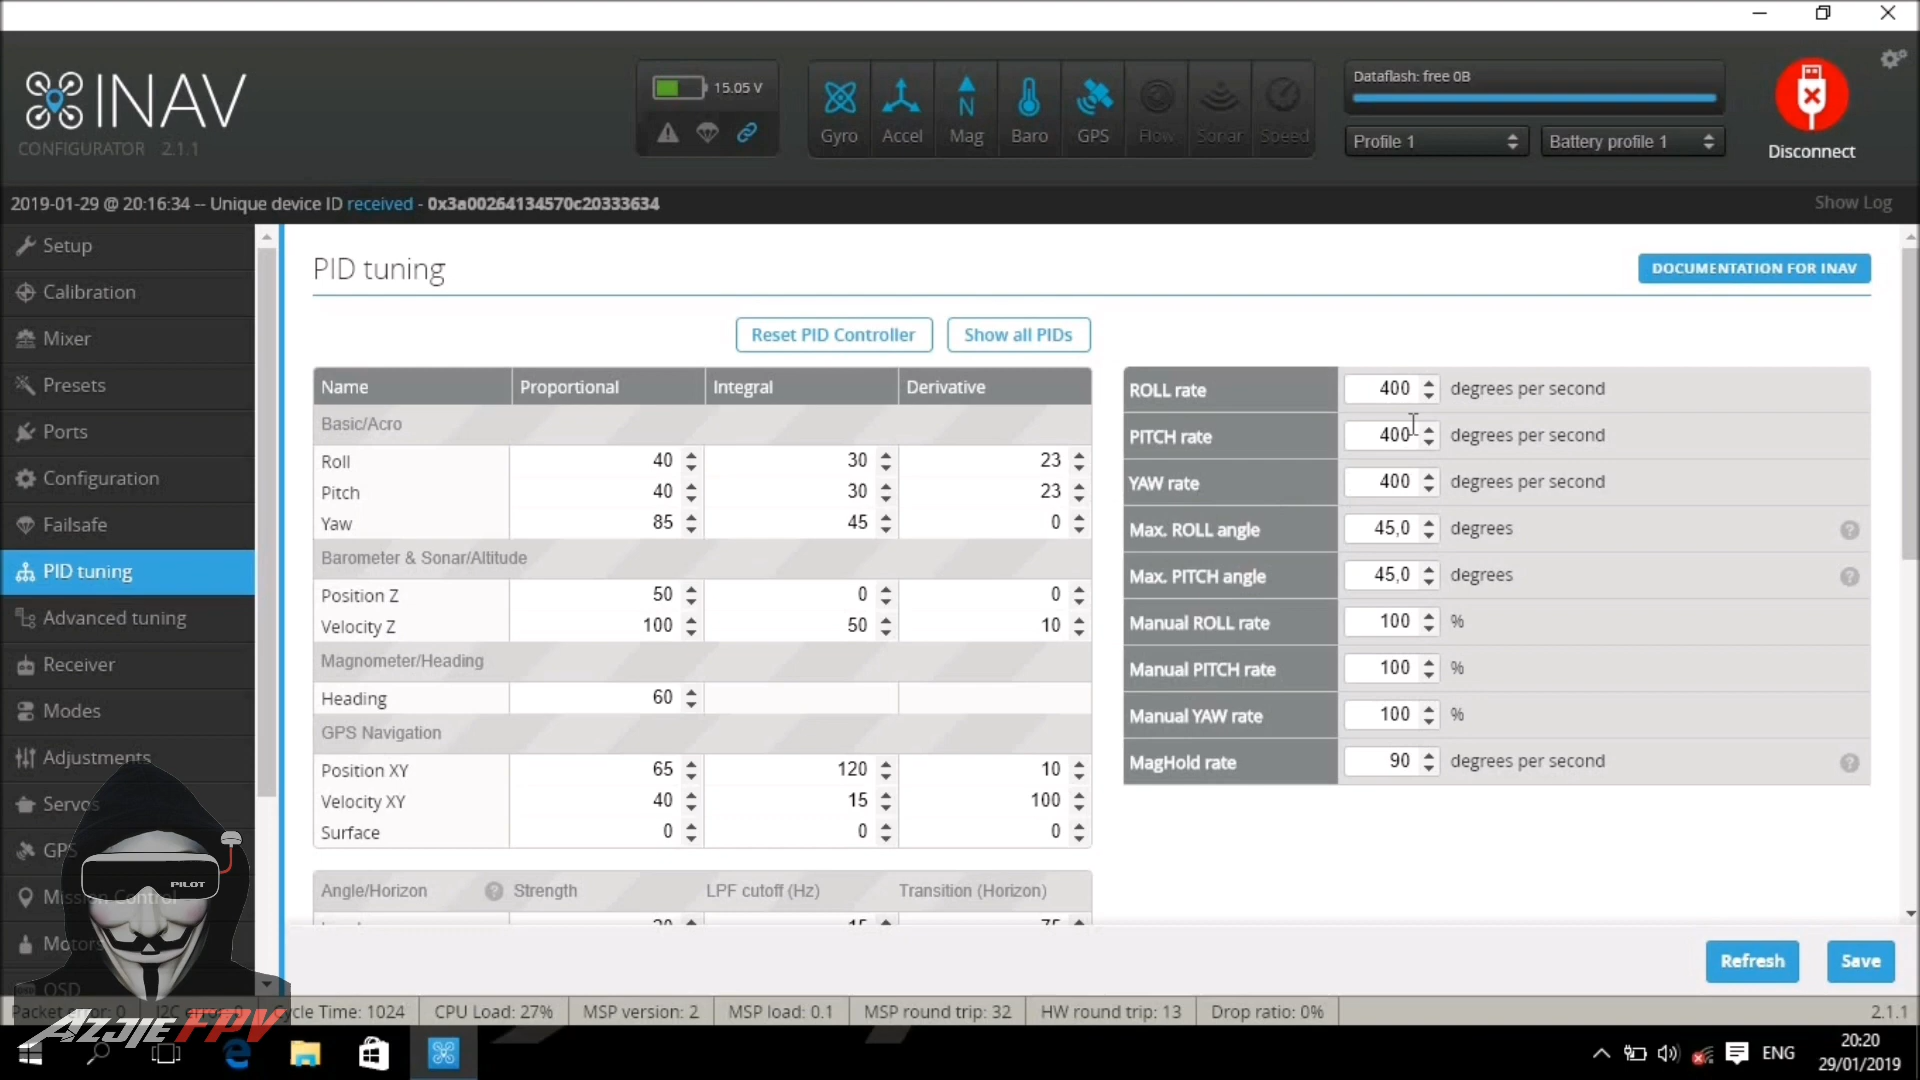 INAV
CONFIGURATOR 2.1.1
15.05 V
Gyro Accel Mag Baro GPS Flow Sonar Speed
Dataflash: free 0B
Profile 1 Battery profile 1
Disconnect
2019-01-29 @ 20:16:34 -- Unique device ID received - 0x3a00264134570c20333634 Show Log
Setup
Calibration
Mixer
Presets
Ports
Configuration
Failsafe
PID tuning
Advanced tuning
Receiver
Modes
Adjustments
Servos
GPS
Mission Control
Motors
OSD
PILOT
AZJIE FPV
PID tuning DOCUMENTATION FOR INAV
Reset PID Controller Show all PIDs
Name Proportional Integral Derivative
Basic/Acro
Roll 40 30 23
Pitch 40 30 23
Yaw 85 45 0
Barometer & Sonar/Altitude
Position Z 50 0 0
Velocity Z 100 50 10
Magnometer/Heading
Heading 60
GPS Navigation
Position XY 65 120 10
Velocity XY 40 15 100
Surface 0 0 0
Angle/Horizon ? Strength LPF cutoff (Hz) Transition (Horizon)
ROLL rate 400 degrees per second
PITCH rate 400 degrees per second
YAW rate 400 degrees per second
Max. ROLL angle 45,0 degrees ?
Max. PITCH angle 45,0 degrees ?
Manual ROLL rate 100 %
Manual PITCH rate 100 %
Manual YAW rate 100 %
MagHold rate 90 degrees per second ?
Refresh Save
Packet error: 0 I2C error: 0 Cycle Time: 1024 CPU Load: 27% MSP version: 2 MSP load: 0.1 MSP round trip: 32 HW round trip: 13 Drop ratio: 0% 2.1.1
ENG 20:20
29/01/2019